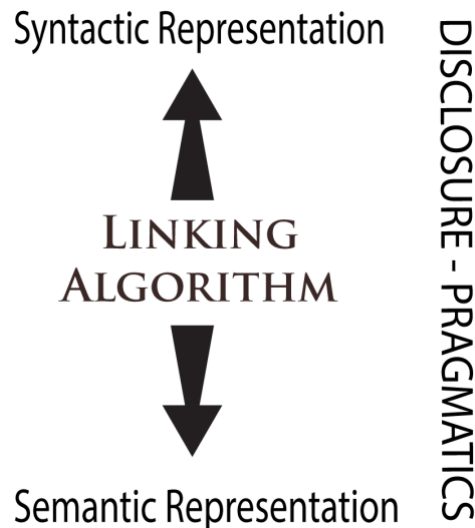 Syntactic Representation
LINKING
ALGORITHM
Semantic Representation
DISCLOSURE - PRAGMATICS